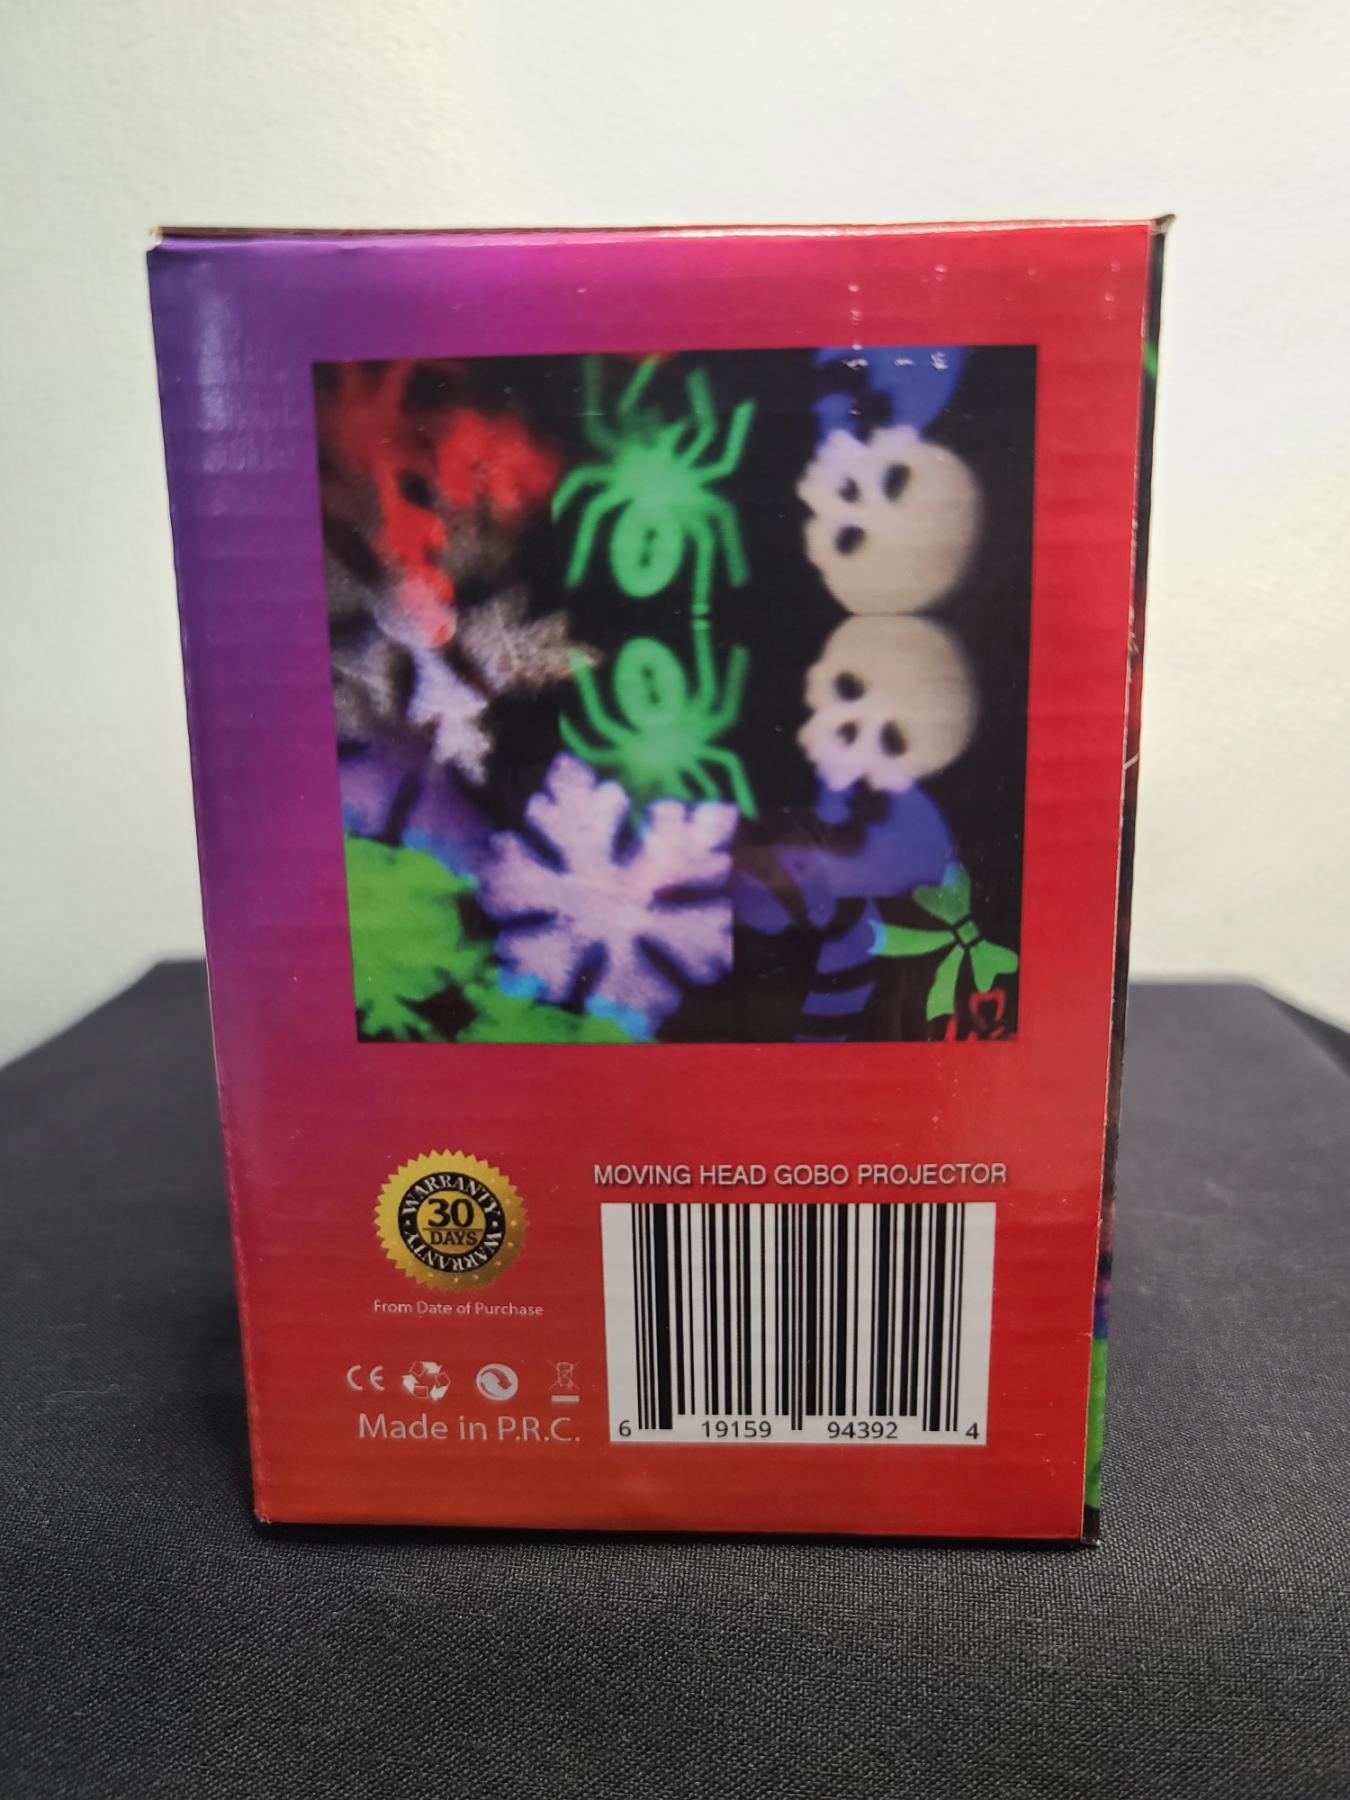 WARRANTY
30
DAYS
WARRANTY
From Date of Purchase
CE
Made in P.R.C.
MOVING HEAD GOBO PROJECTOR
6 19159 94392 4